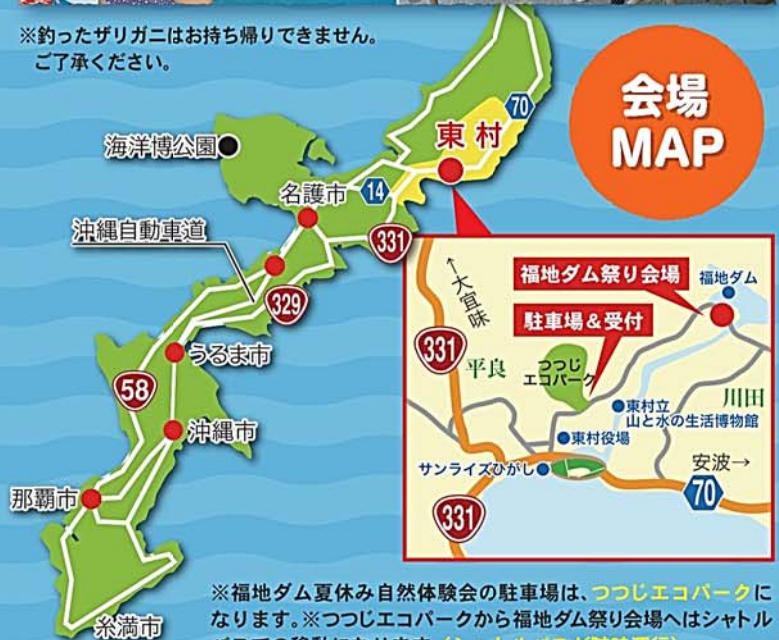 ※釣ったザリガニはお持ち帰りできません。
ご了承ください。
会場
MAP
70
東村
海洋博公園
名護市
14
沖縄自動車道
331
329
うるま市
58
沖縄市
那覇市
糸満市
↑大宜味
福地ダム祭り会場
福地ダム
駐車場&受付
331
平良
つつじ
エコパーク
川田
東村立
山と水の生活博物館
東村役場
サンライズひがし
安波→
70
331
※福地ダム夏休み自然体験会の駐車場は、つつじエコパークに
なります。※つつじエコパークから福地ダム祭り会場へはシャトル